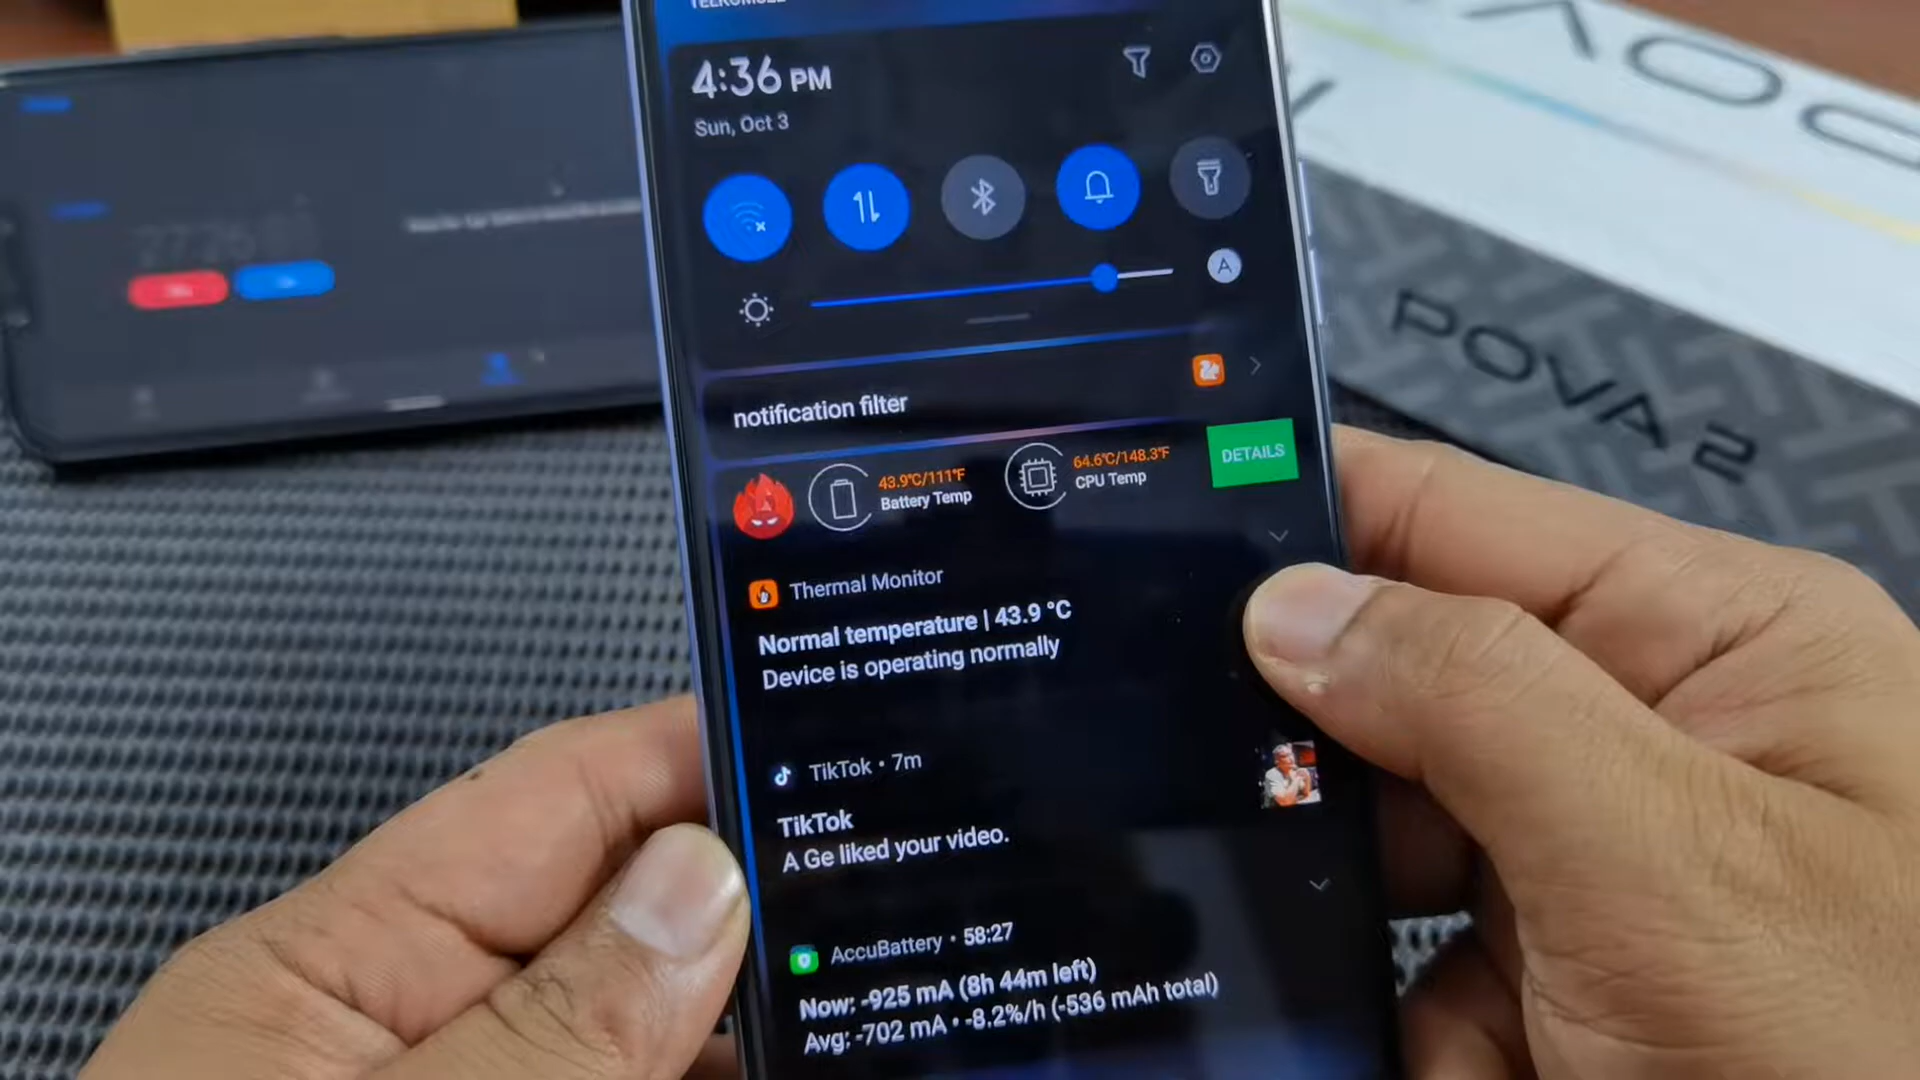 4:36 PM
Sun, Oct 3
A
notification filter
43.9°C/111°F
Battery Temp
64.6°C/148.3°F
CPU Temp
DETAILS
Thermal Monitor
Normal temperature | 43.9 °C
Device is operating normally
TikTok • 7m
TikTok
A Ge liked your video.
AccuBattery • 58:27
Now: -925 mA (8h 44m left)
Avg: -702 mA • -8.2%/h (-536 mAh total)
POVA 2